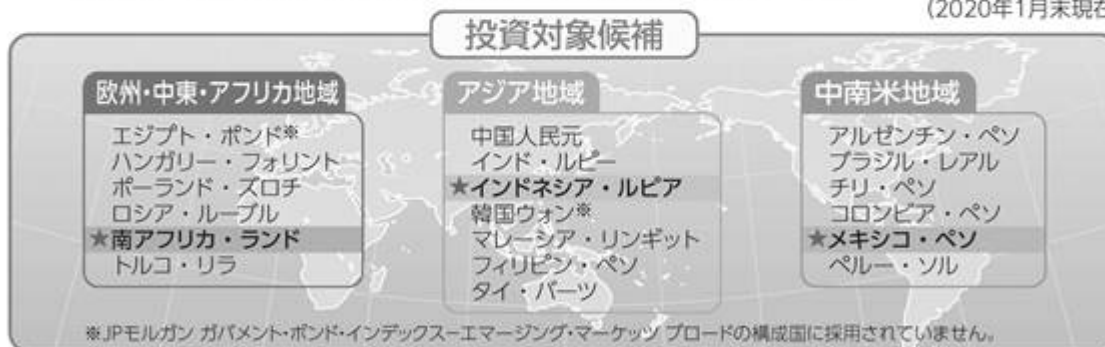 (2020年1月末現在
投資対象候補
欧州・中東・アフリカ地域
エジプト・ポンド※
ハンガリー・フォリント
ポーランド・ズロチ
ロシア・ルーブル
★南アフリカ・ランド
トルコ・リラ
アジア地域
中国人民元
インド・ルピー
★インドネシア・ルピア
韓国ウォン※
マレーシア・リンギット
フィリピン・ペソ
タイ・バーツ
中南米地域
アルゼンチン・ペソ
ブラジル・レアル
チリ・ペソ
コロンビア・ペソ
★メキシコ・ペソ
ペルー・ソル
※JPモルガン ガバメント・ボンド・インデックスーエマージング・マーケッツ ブロードの構成国に採用されていません。